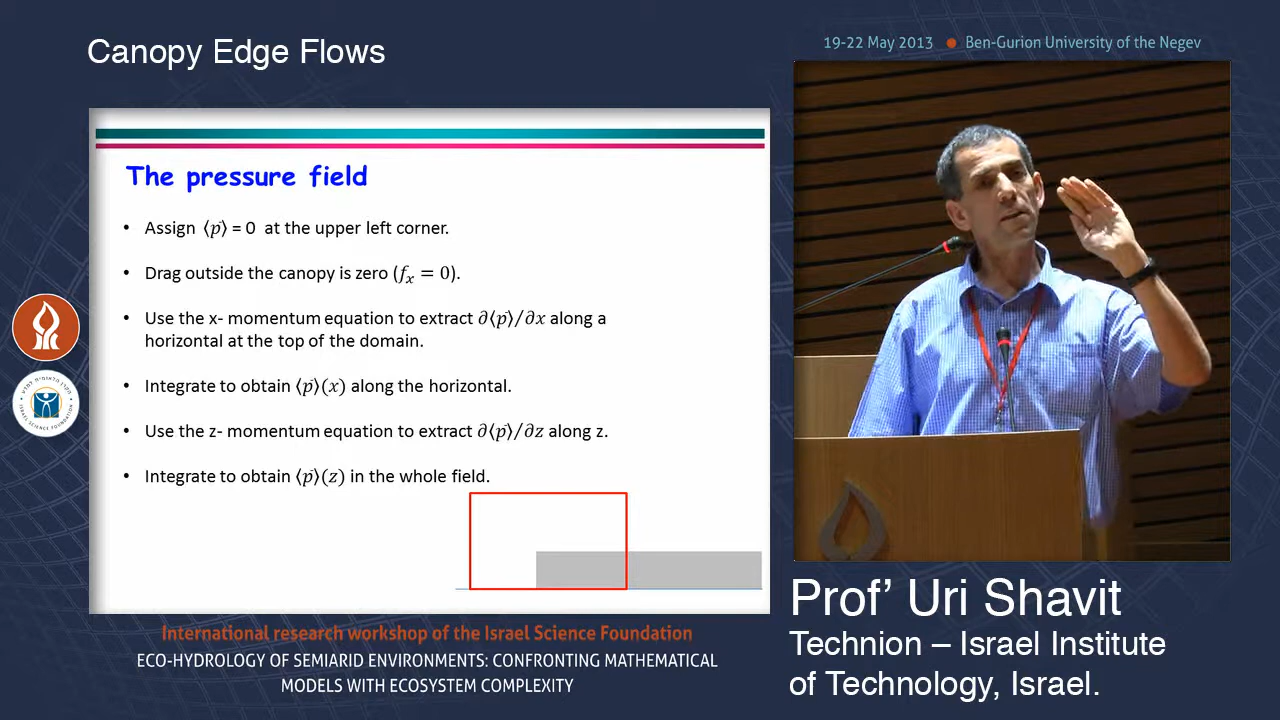 Canopy Edge Flows
19-22 May 2013 ● Ben-Gurion University of the Negev
The pressure field
• Assign ⟨p̄⟩ = 0 at the upper left corner.
• Drag outside the canopy is zero (fₓ = 0).
• Use the x- momentum equation to extract ∂⟨p̄⟩/∂x along a
horizontal at the top of the domain.
• Integrate to obtain ⟨p̄⟩(x) along the horizontal.
• Use the z- momentum equation to extract ∂⟨p̄⟩/∂z along z.
• Integrate to obtain ⟨p̄⟩(z) in the whole field.
Prof’ Uri Shavit
Technion – Israel Institute
of Technology, Israel.
International research workshop of the Israel Science Foundation
ECO-HYDROLOGY OF SEMIARID ENVIRONMENTS: CONFRONTING MATHEMATICAL
MODELS WITH ECOSYSTEM COMPLEXITY